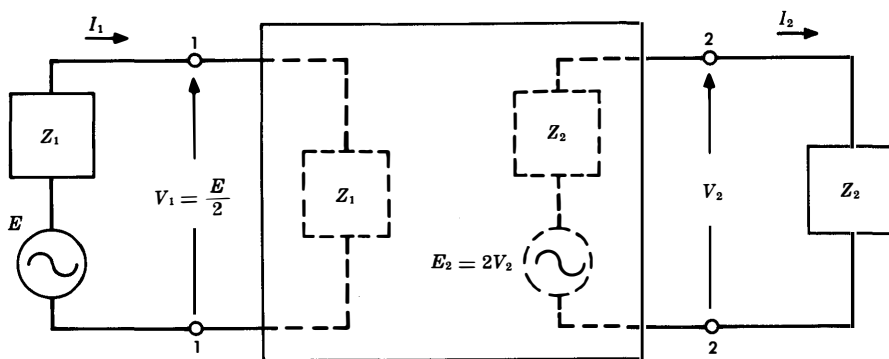 I₁
1
2
I₂
Z₁
Z₂
E
V₁ = E/2
Z₁
E₂ = 2V₂
V₂
Z₂
1
2